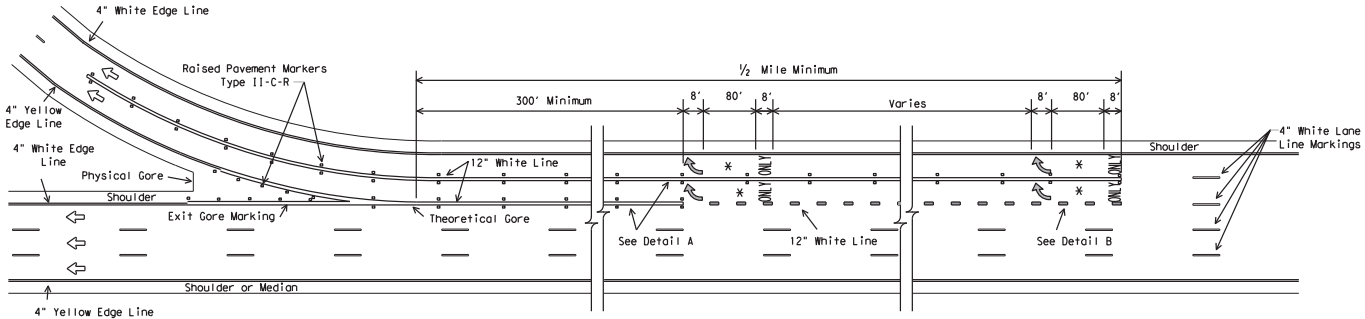 4" White Edge Line
Raised Pavement Markers
Type II-C-R
½ Mile Minimum
300' Minimum
8'
80'
8'
Varies
8'
80'
8'
4" Yellow
Edge Line
4" White Edge
Line
Physical Gore
12" White Line
Shoulder
4" White Lane
Line Markings
*
ONLY
*
ONLY
*
ONLY
*
ONLY
Shoulder
Exit Gore Marking
Theoretical Gore
See Detail A
12" White Line
See Detail B
Shoulder or Median
4" Yellow Edge Line